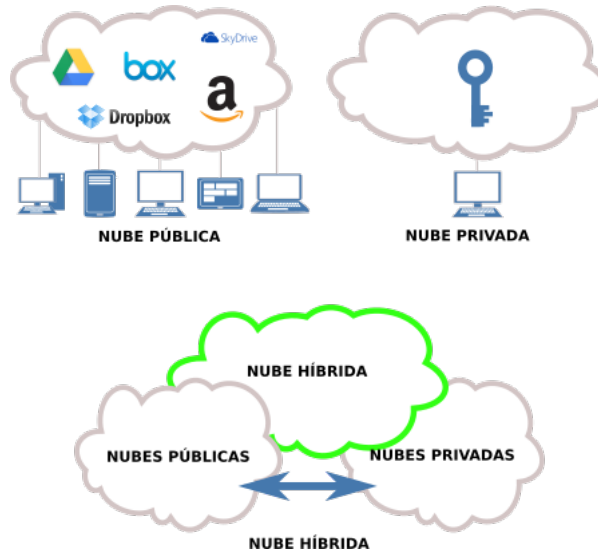 SkyDrive
box
Dropbox
a
NUBE PÚBLICA
NUBE PRIVADA
NUBE HÍBRIDA
NUBES PÚBLICAS
NUBES PRIVADAS
NUBE HÍBRIDA